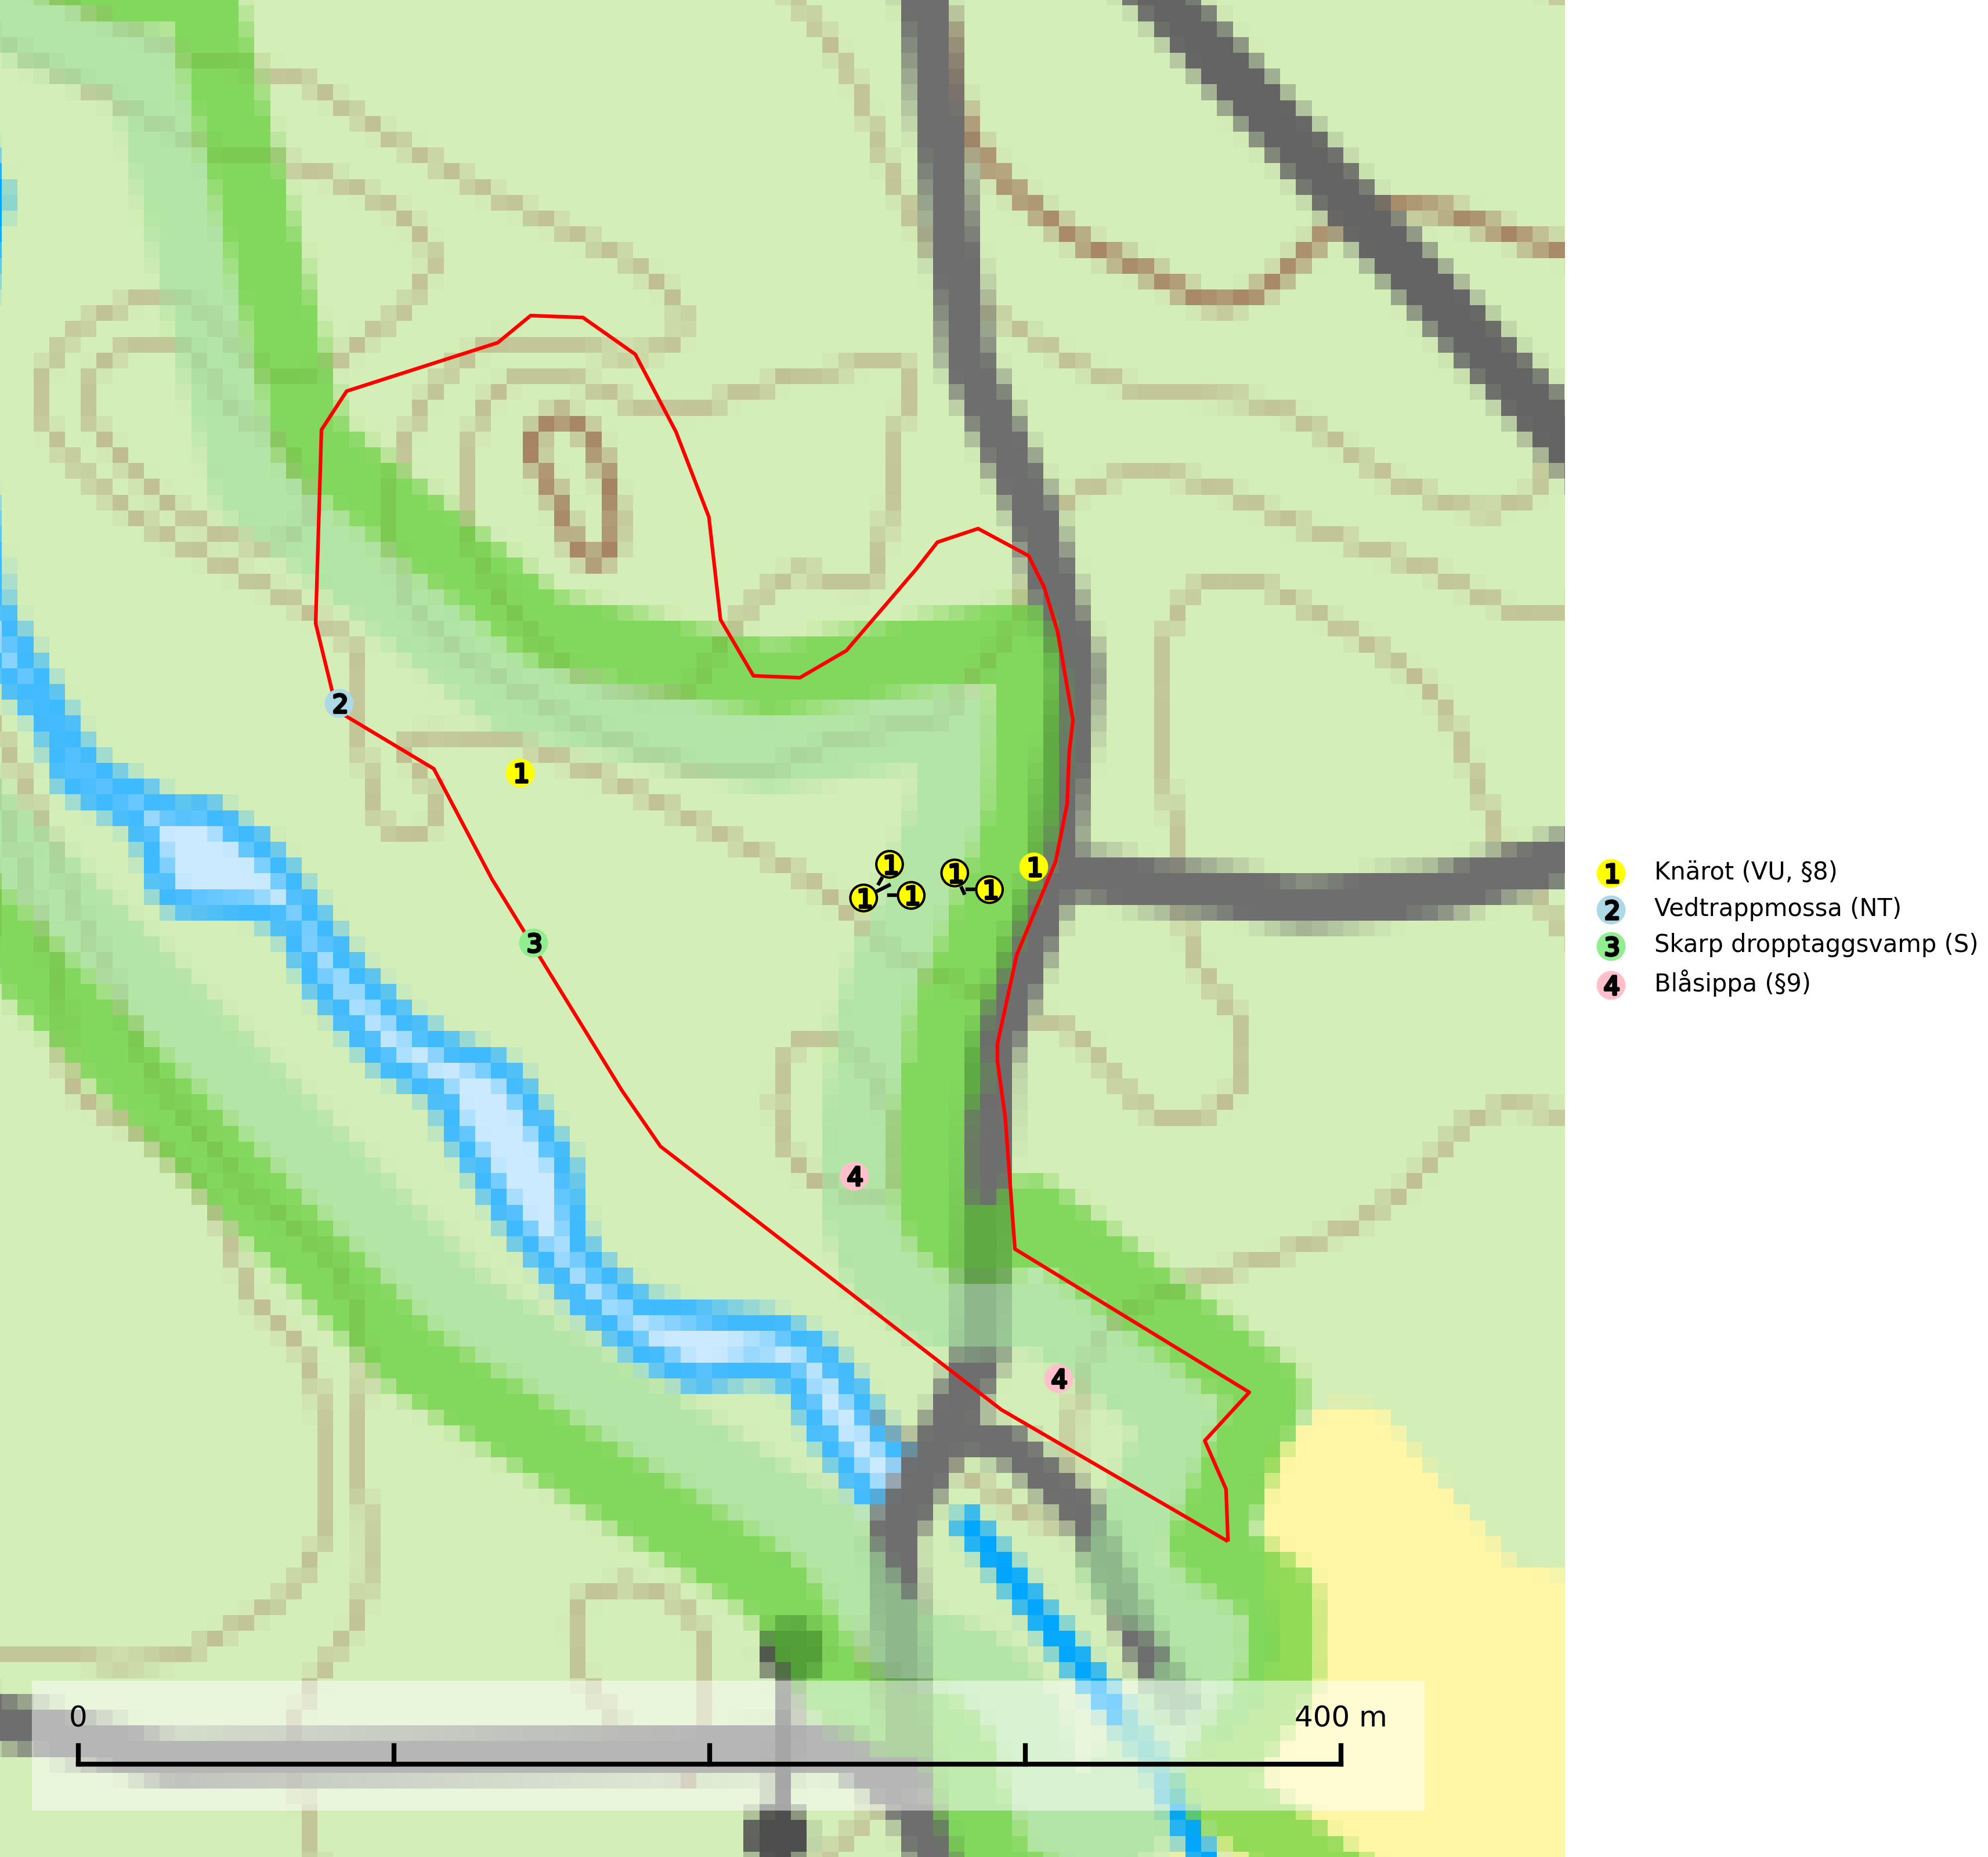 2
1
1
1
1
1
1
1
3
4
4
1 Knärot (VU, §8)
2 Vedtrappmossa (NT)
3 Skarp dropptaggsvamp (S)
4 Blåsippa (§9)
0 400 m